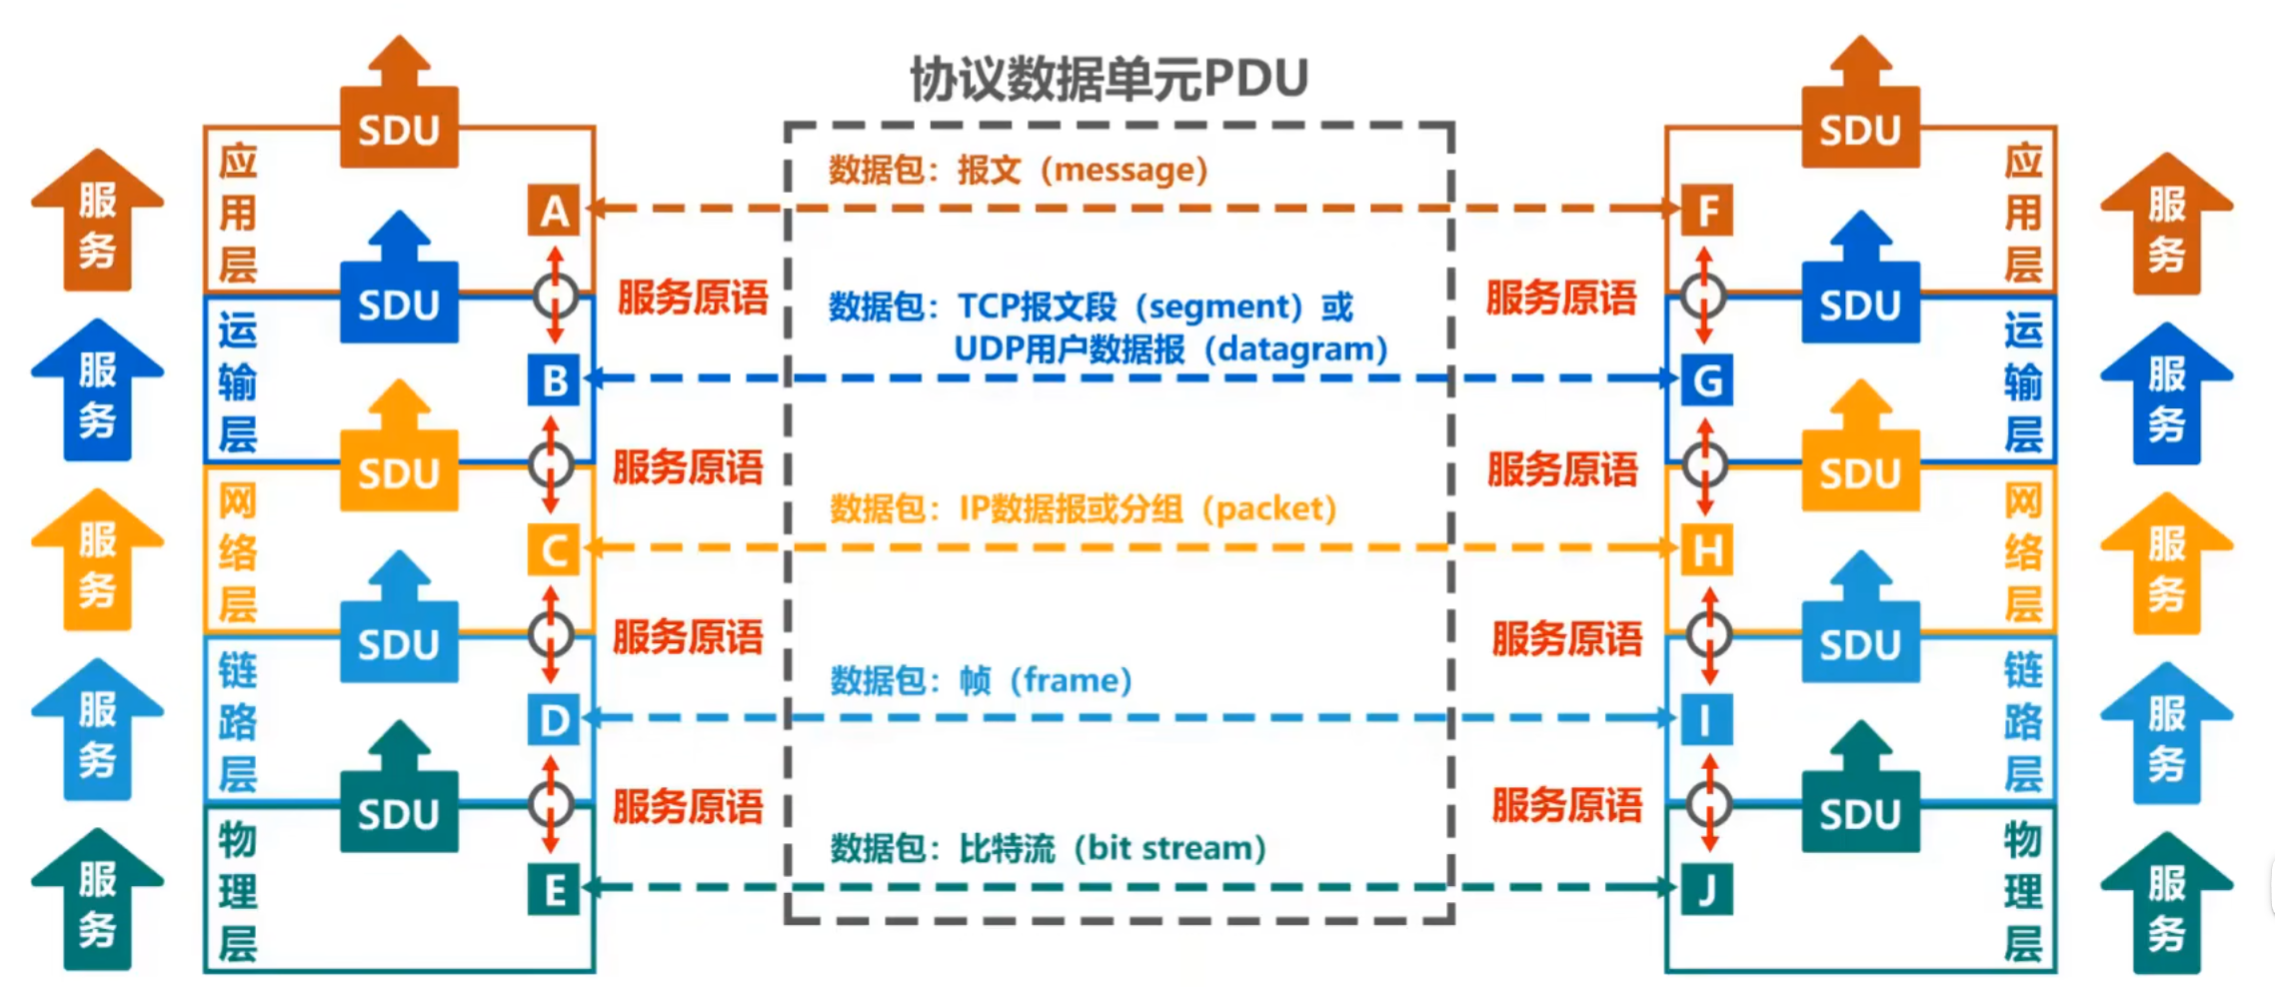 协议数据单元PDU
SDU
SDU
应用层
数据包：报文（message）
应用层
服务
A
F
服务
SDU
服务原语
服务原语
SDU
运输层
数据包：TCP报文段（segment）或
UDP用户数据报（datagram）
运输层
服务
B
G
服务
SDU
服务原语
服务原语
SDU
网络层
数据包：IP数据报或分组（packet）
网络层
服务
C
H
服务
SDU
服务原语
服务原语
SDU
链路层
数据包：帧（frame）
链路层
服务
D
I
服务
SDU
服务原语
服务原语
SDU
物理层
数据包：比特流（bit stream）
物理层
服务
E
J
服务